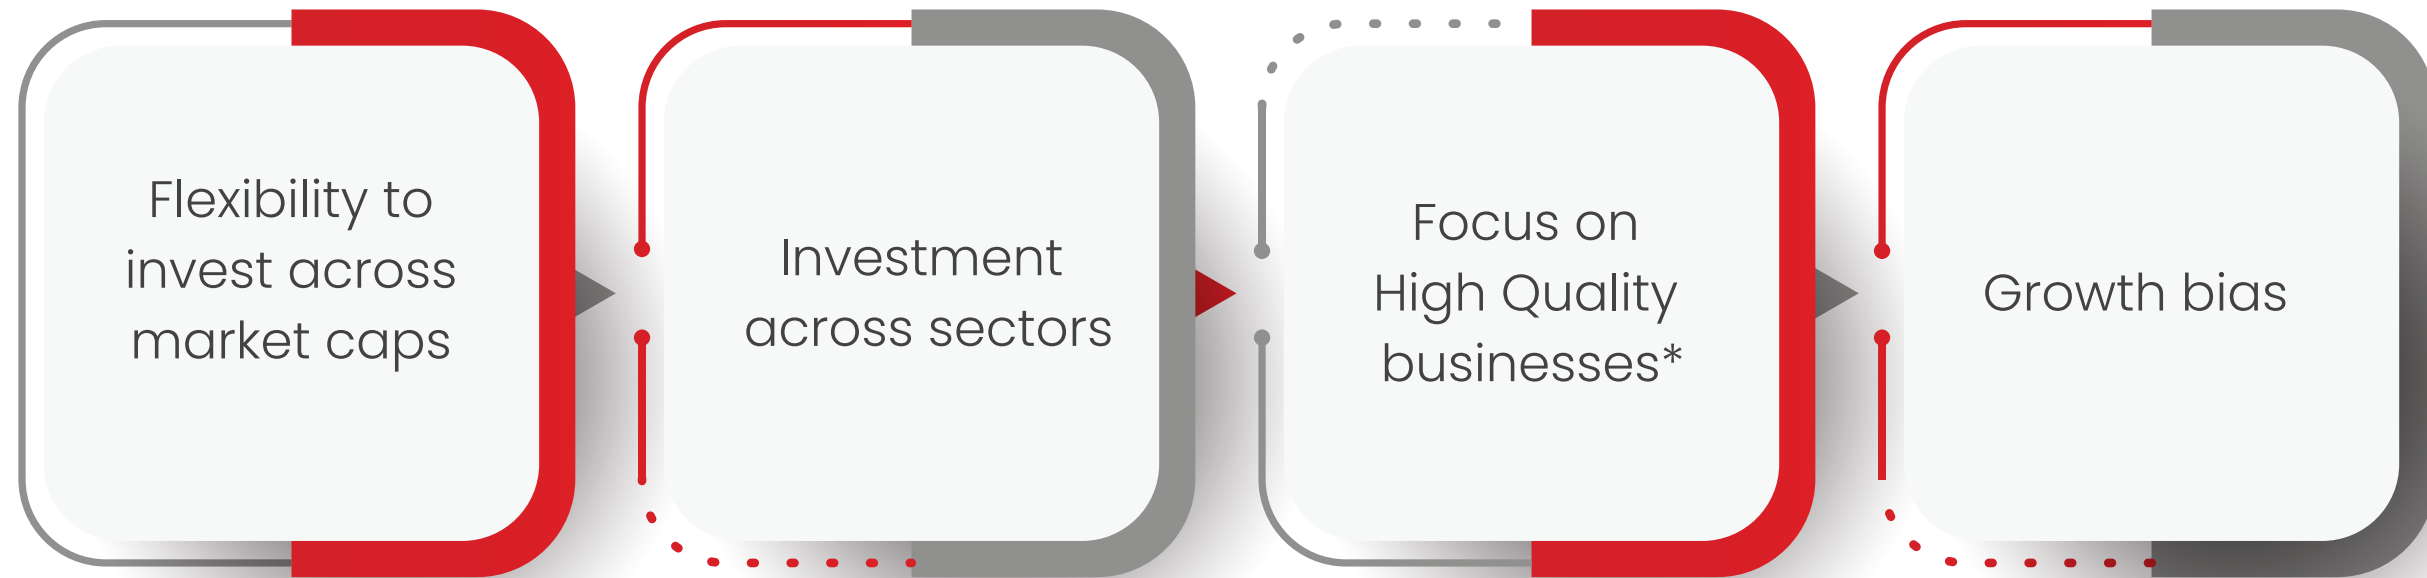 Flexibility to
invest across
market caps
Investment
across sectors
Focus on
High Quality
businesses*
Growth bias